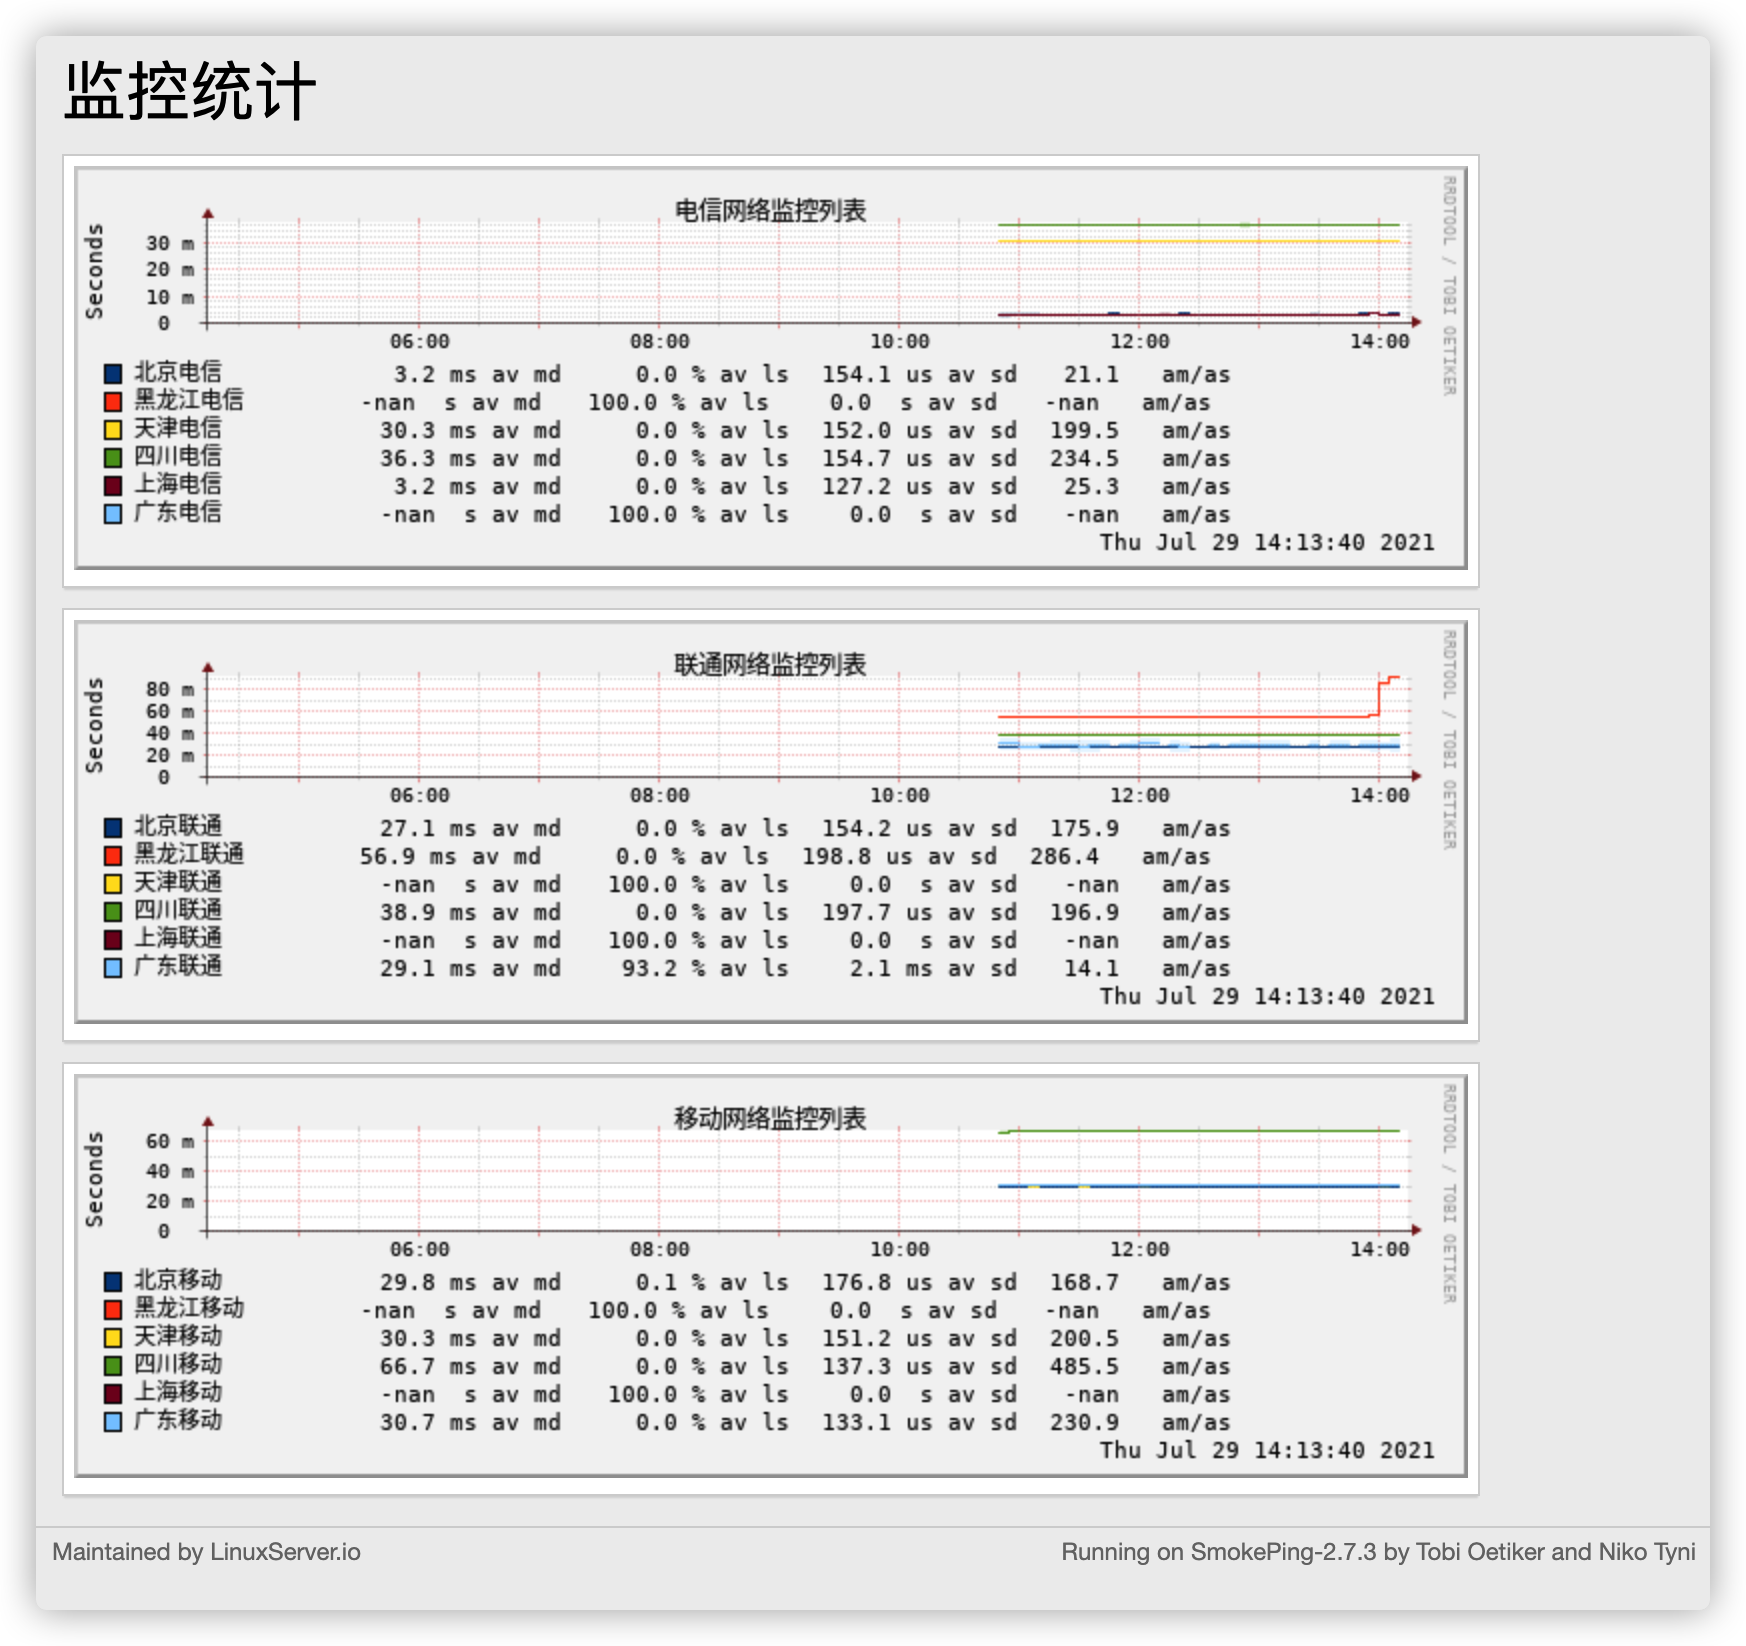 监控统计
电信网络监控列表
RRDTOOL / TOBI OETIKER
Seconds
30 m
20 m
10 m
0
06:00 08:00 10:00 12:00 14:00
北京电信 3.2 ms av md 0.0 % av ls 154.1 us av sd 21.1 am/as
黑龙江电信 -nan s av md 100.0 % av ls 0.0 s av sd -nan am/as
天津电信 30.3 ms av md 0.0 % av ls 152.0 us av sd 199.5 am/as
四川电信 36.3 ms av md 0.0 % av ls 154.7 us av sd 234.5 am/as
上海电信 3.2 ms av md 0.0 % av ls 127.2 us av sd 25.3 am/as
广东电信 -nan s av md 100.0 % av ls 0.0 s av sd -nan am/as
Thu Jul 29 14:13:40 2021
联通网络监控列表
RRDTOOL / TOBI OETIKER
Seconds
80 m
60 m
40 m
20 m
0
06:00 08:00 10:00 12:00 14:00
北京联通 27.1 ms av md 0.0 % av ls 154.2 us av sd 175.9 am/as
黑龙江联通 56.9 ms av md 0.0 % av ls 198.8 us av sd 286.4 am/as
天津联通 -nan s av md 100.0 % av ls 0.0 s av sd -nan am/as
四川联通 38.9 ms av md 0.0 % av ls 197.7 us av sd 196.9 am/as
上海联通 -nan s av md 100.0 % av ls 0.0 s av sd -nan am/as
广东联通 29.1 ms av md 93.2 % av ls 2.1 ms av sd 14.1 am/as
Thu Jul 29 14:13:40 2021
移动网络监控列表
RRDTOOL / TOBI OETIKER
Seconds
60 m
40 m
20 m
0
06:00 08:00 10:00 12:00 14:00
北京移动 29.8 ms av md 0.1 % av ls 176.8 us av sd 168.7 am/as
黑龙江移动 -nan s av md 100.0 % av ls 0.0 s av sd -nan am/as
天津移动 30.3 ms av md 0.0 % av ls 151.2 us av sd 200.5 am/as
四川移动 66.7 ms av md 0.0 % av ls 137.3 us av sd 485.5 am/as
上海移动 -nan s av md 100.0 % av ls 0.0 s av sd -nan am/as
广东移动 30.7 ms av md 0.0 % av ls 133.1 us av sd 230.9 am/as
Thu Jul 29 14:13:40 2021
Maintained by LinuxServer.io
Running on SmokePing-2.7.3 by Tobi Oetiker and Niko Tyni